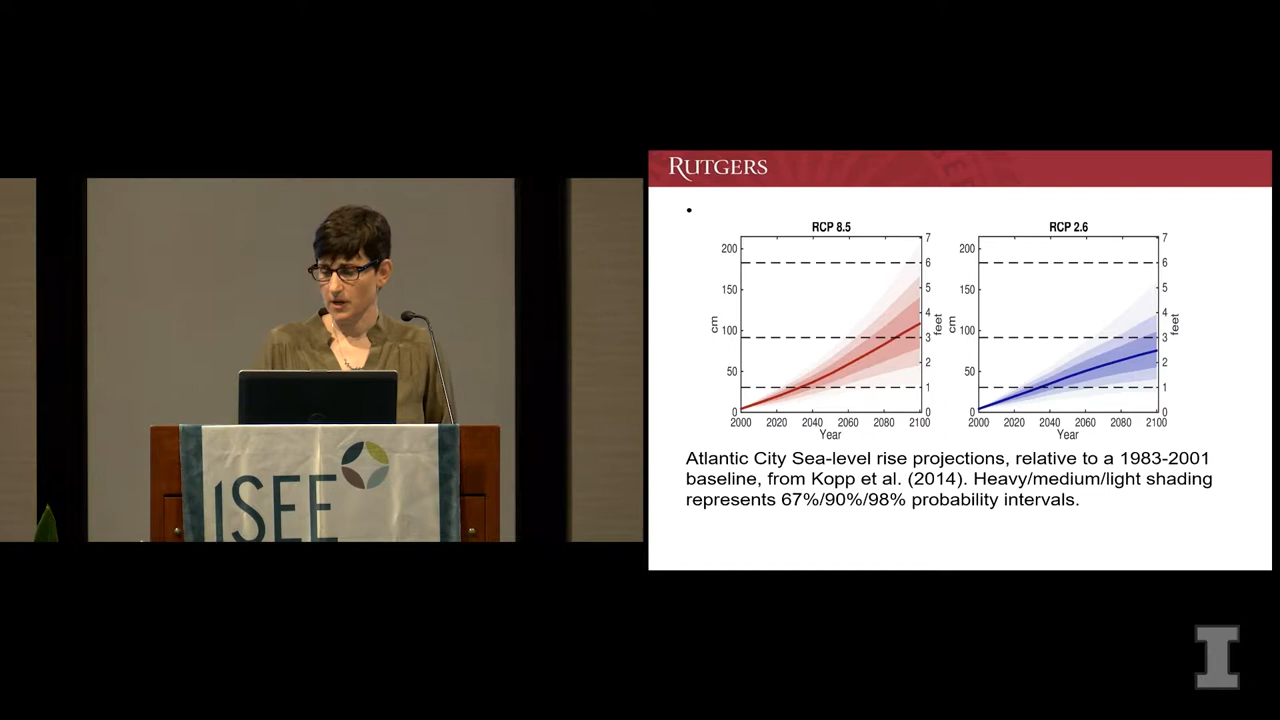 ISEE
RUTGERS
•
RCP 8.5
200
150
100
50
0
cm
7
6
5
4
3
2
1
0
feet
2000 2020 2040 2060 2080 2100
Year
RCP 2.6
200
150
100
50
0
cm
7
6
5
4
3
2
1
0
feet
2000 2020 2040 2060 2080 2100
Year
Atlantic City Sea-level rise projections, relative to a 1983-2001
baseline, from Kopp et al. (2014). Heavy/medium/light shading
represents 67%/90%/98% probability intervals.
I